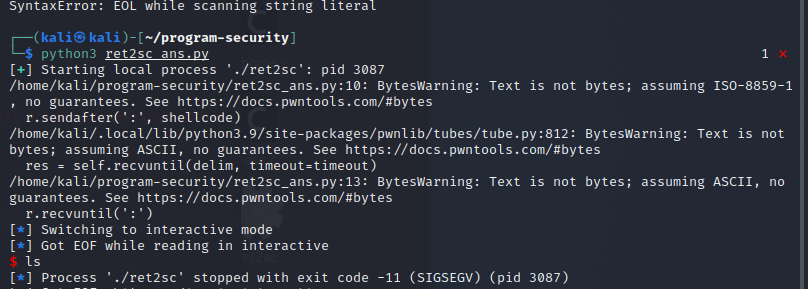 SyntaxError: EOL while scanning string literal
┌──(kali㉿kali)-[~/program-security]
└─$ python3 ret2sc_ans.py 1 ⨯
[+] Starting local process './ret2sc': pid 3087
/home/kali/program-security/ret2sc_ans.py:10: BytesWarning: Text is not bytes; assuming ISO-8859-1
, no guarantees. See https://docs.pwntools.com/#bytes
r.sendafter(':', shellcode)
/home/kali/.local/lib/python3.9/site-packages/pwnlib/tubes/tube.py:812: BytesWarning: Text is not
bytes; assuming ASCII, no guarantees. See https://docs.pwntools.com/#bytes
res = self.recvuntil(delim, timeout=timeout)
/home/kali/program-security/ret2sc_ans.py:13: BytesWarning: Text is not bytes; assuming ASCII, no
guarantees. See https://docs.pwntools.com/#bytes
r.recvuntil(':')
[*] Switching to interactive mode
[*] Got EOF while reading in interactive
$ ls
[*] Process './ret2sc' stopped with exit code -11 (SIGSEGV) (pid 3087)